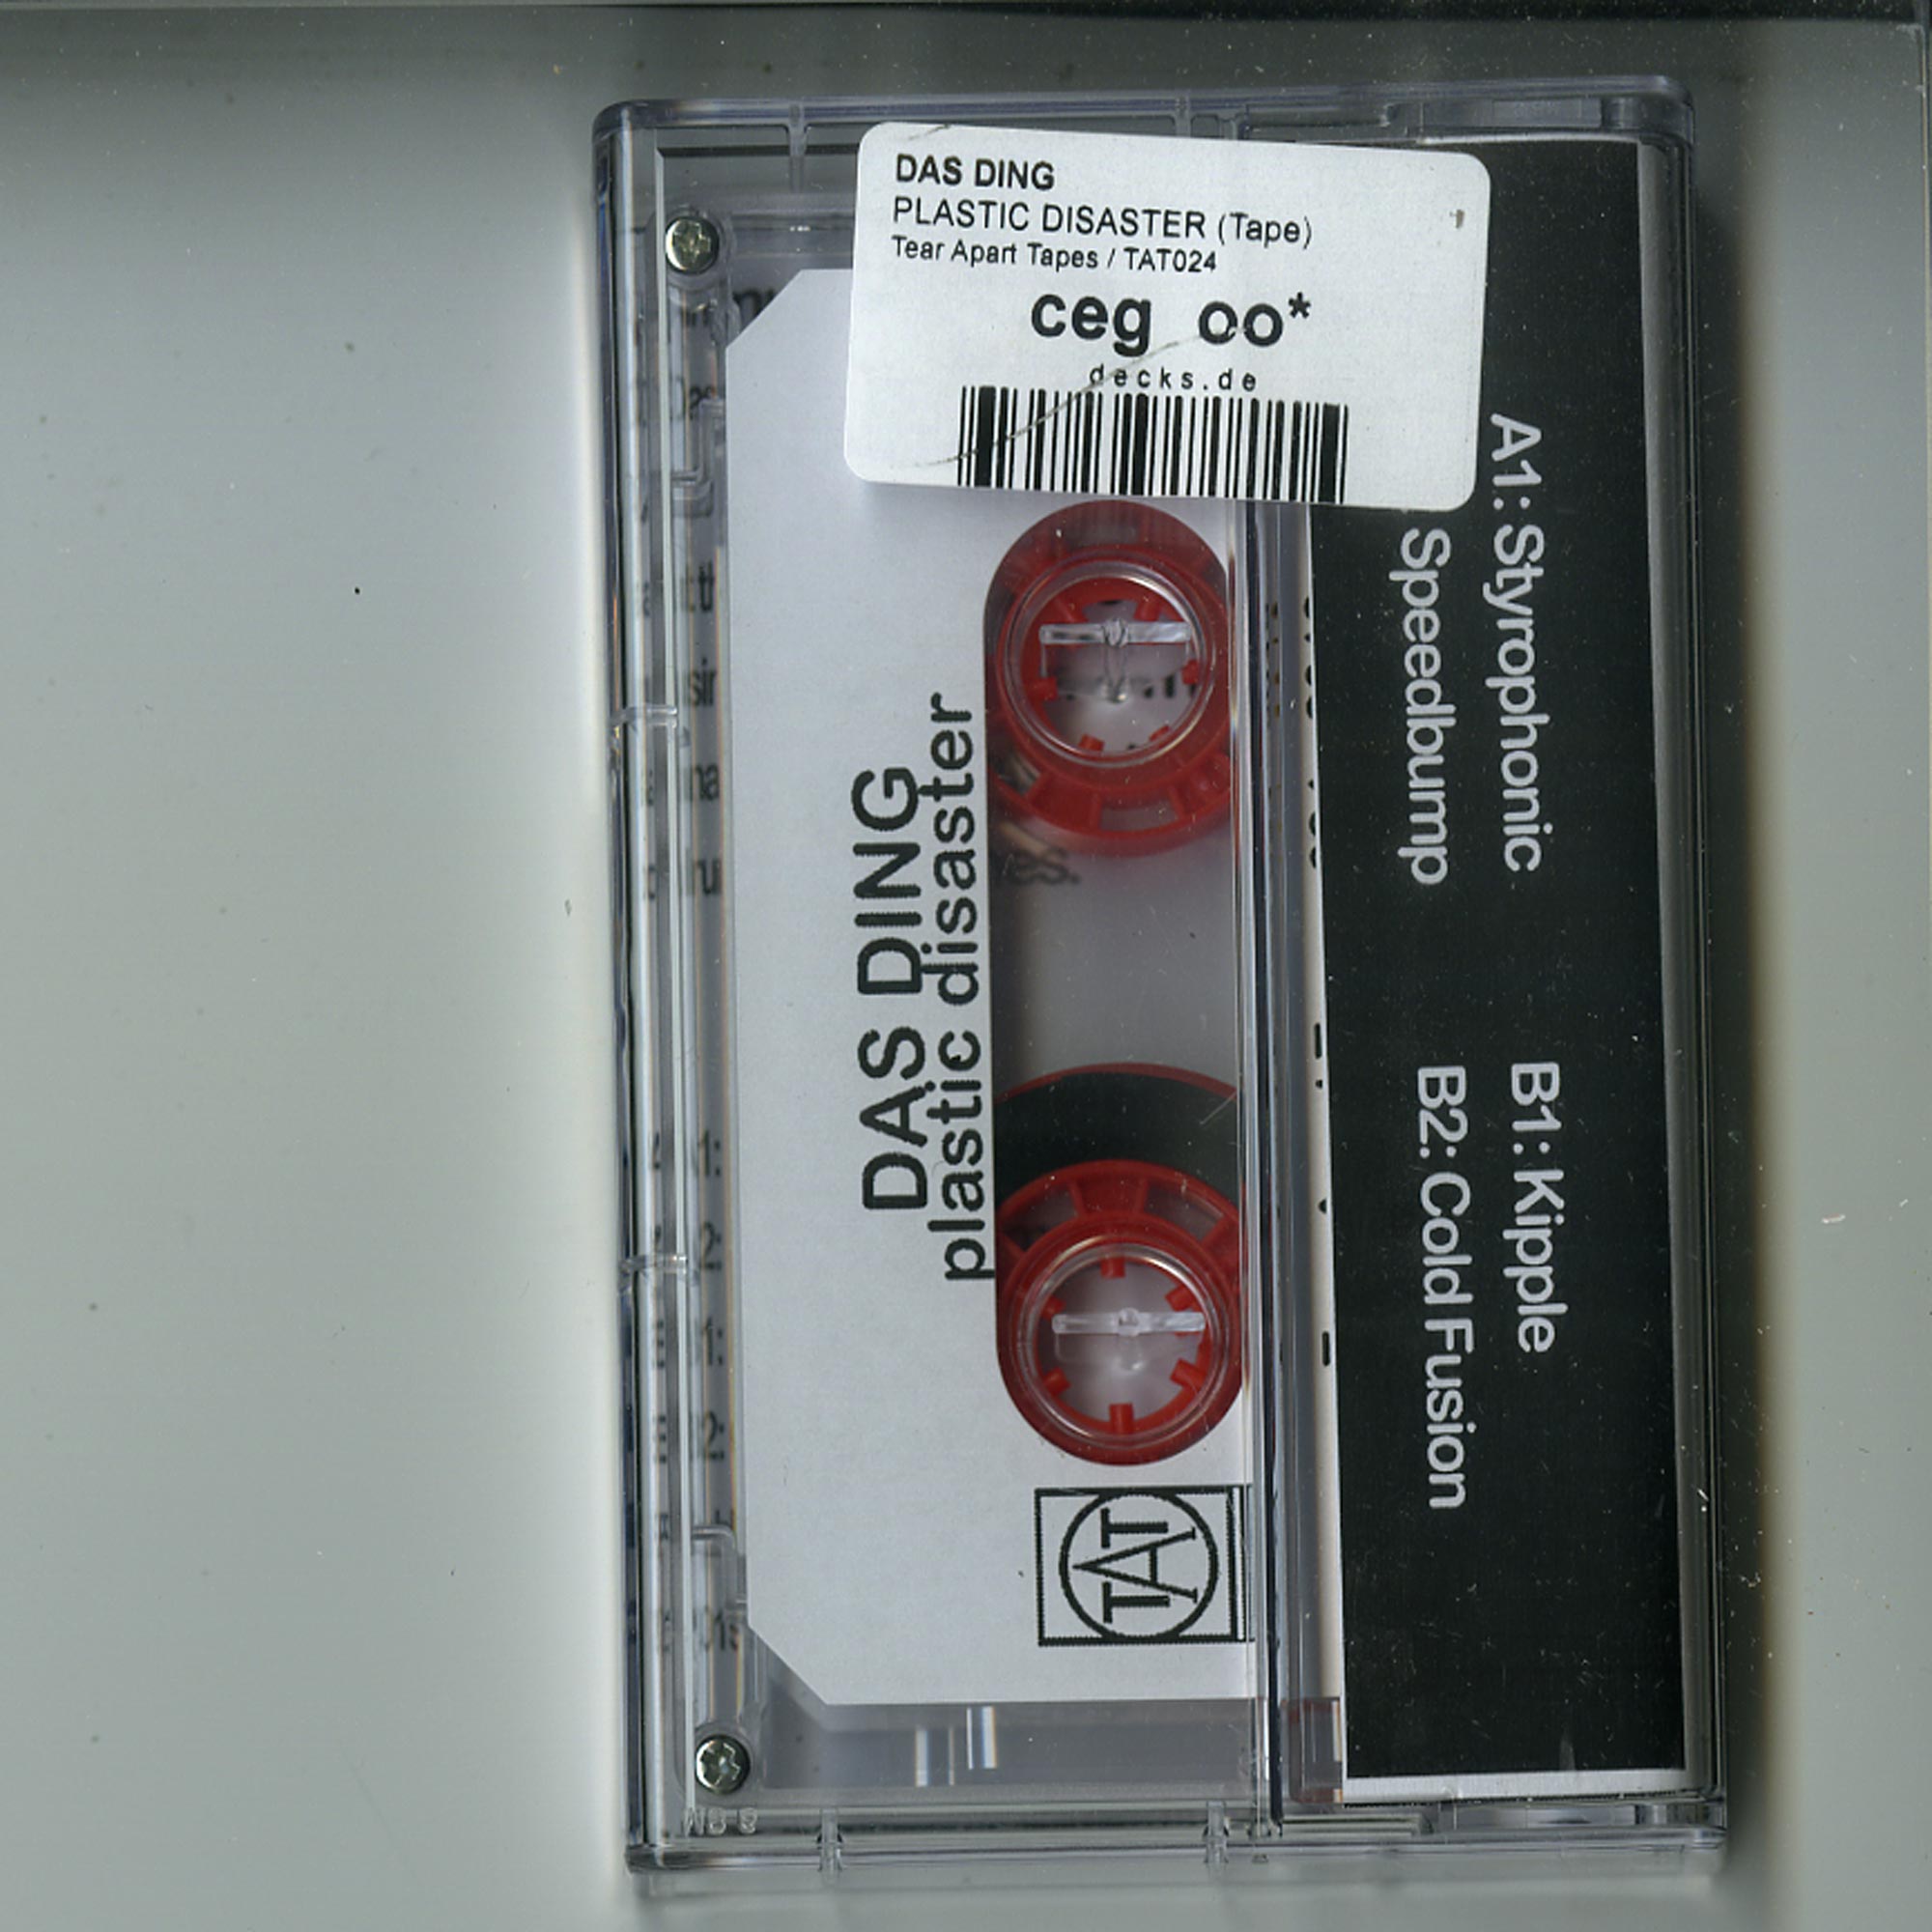 DAS DING
PLASTIC DISASTER (Tape)
Tear Apart Tapes / TAT024
ceg oo*
decks.de
A1: Styrophonic
Speedbump
B1: Kipple
B2: Cold Fusion
DAS DING
plastic disaster
TAT